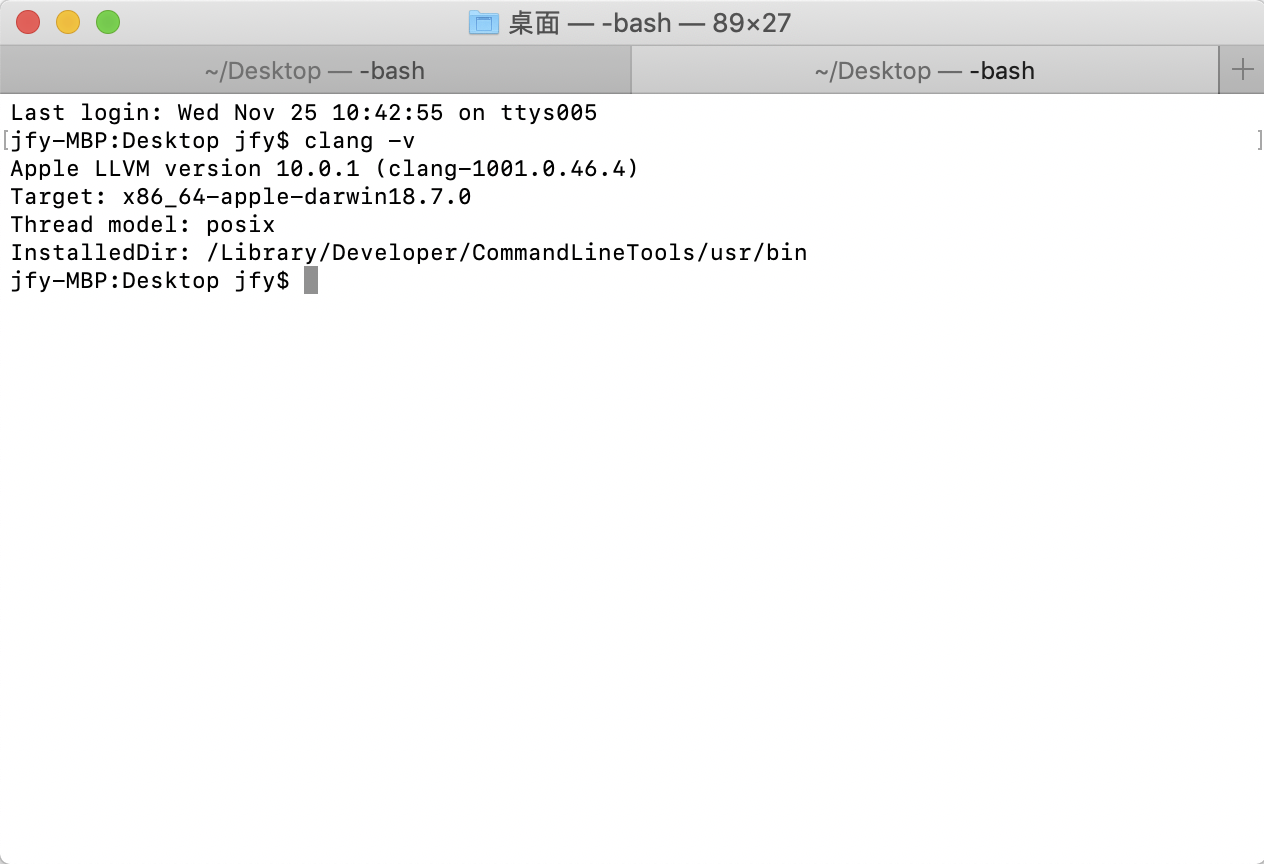 桌面 — -bash — 89×27
~/Desktop — -bash
~/Desktop — -bash
Last login: Wed Nov 25 10:42:55 on ttys005
[jfy-MBP:Desktop jfy$ clang -v ]
Apple LLVM version 10.0.1 (clang-1001.0.46.4)
Target: x86_64-apple-darwin18.7.0
Thread model: posix
InstalledDir: /Library/Developer/CommandLineTools/usr/bin
jfy-MBP:Desktop jfy$